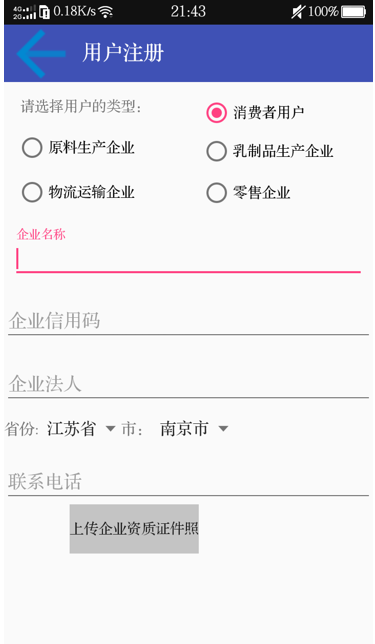 4G 2G 0.18K/s 21:43 100%
用户注册
请选择用户的类型： 消费者用户
原料生产企业 乳制品生产企业
物流运输企业 零售企业
企业名称
企业信用码
企业法人
省份: 江苏省 市： 南京市
联系电话
上传企业资质证件照